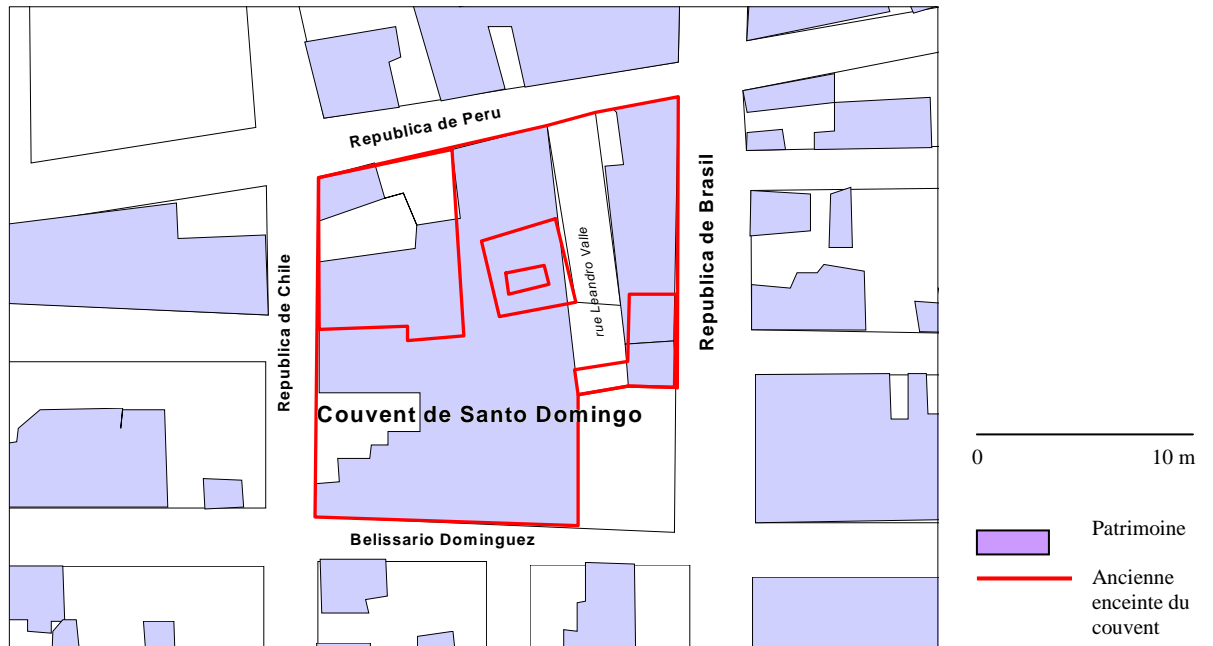 Republica de Peru
Republica de Brasil
rue Leandro Valle
Republica de Chile
Couvent de Santo Domingo
Belissario Dominguez
0 10 m
Patrimoine
Ancienne
enceinte du
couvent